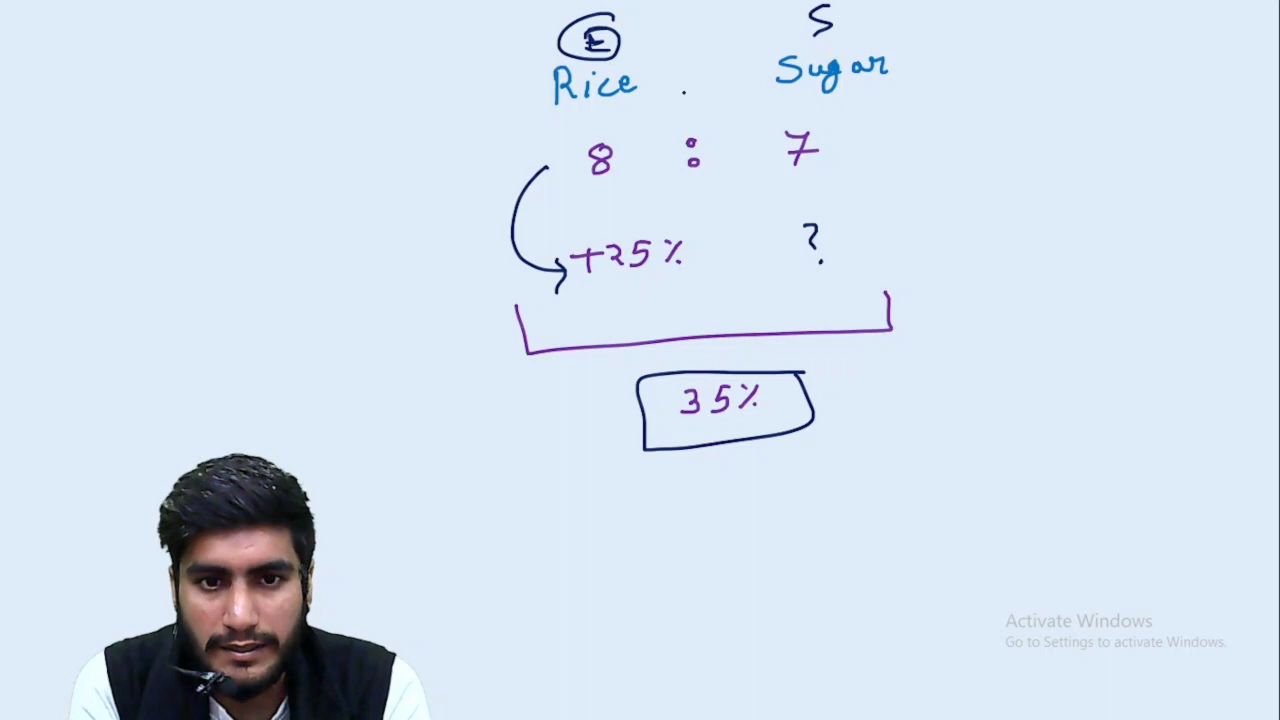 E S
Rice . Sugar
8 : 7
+25% ?
35%
Activate Windows
Go to Settings to activate Windows.